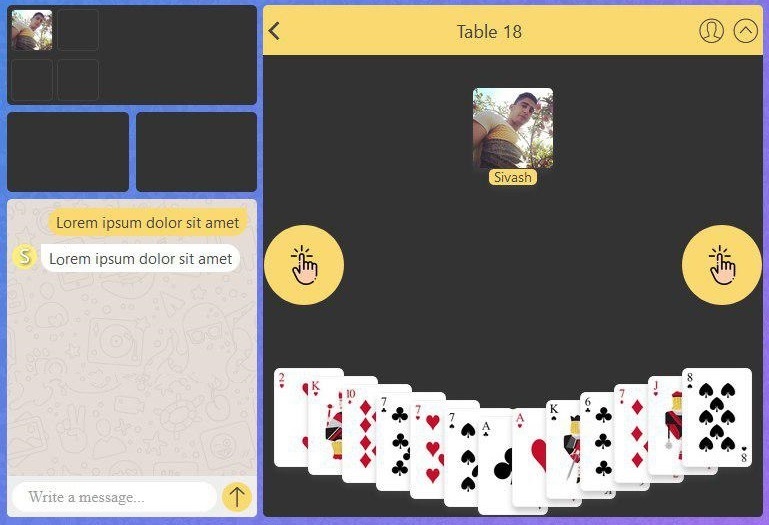 Table 18
Sivash
Lorem ipsum dolor sit amet
S
Lorem ipsum dolor sit amet
Write a message...
2
K
10
7
7
7
A
A
K
6
7
J
8
8